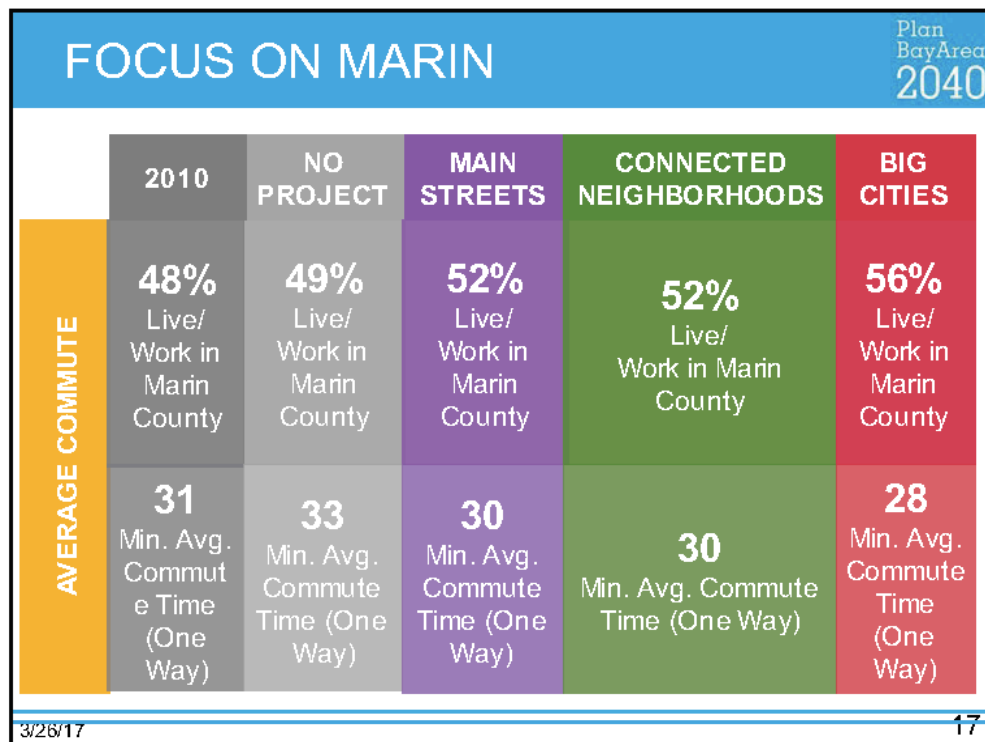 FOCUS ON MARIN
Plan
BayArea
2040
2010
NO
PROJECT
MAIN
STREETS
CONNECTED
NEIGHBORHOODS
BIG
CITIES
AVERAGE COMMUTE
48%
Live/
Work in
Marin
County
49%
Live/
Work in
Marin
County
52%
Live/
Work in
Marin
County
52%
Live/
Work in Marin
County
56%
Live/
Work in
Marin
County
31
Min. Avg.
Commut
e Time
(One
Way)
33
Min. Avg.
Commute
Time (One
Way)
30
Min. Avg.
Commute
Time (One
Way)
30
Min. Avg. Commute
Time (One Way)
28
Min. Avg.
Commute
Time
(One
Way)
3/26/17
17